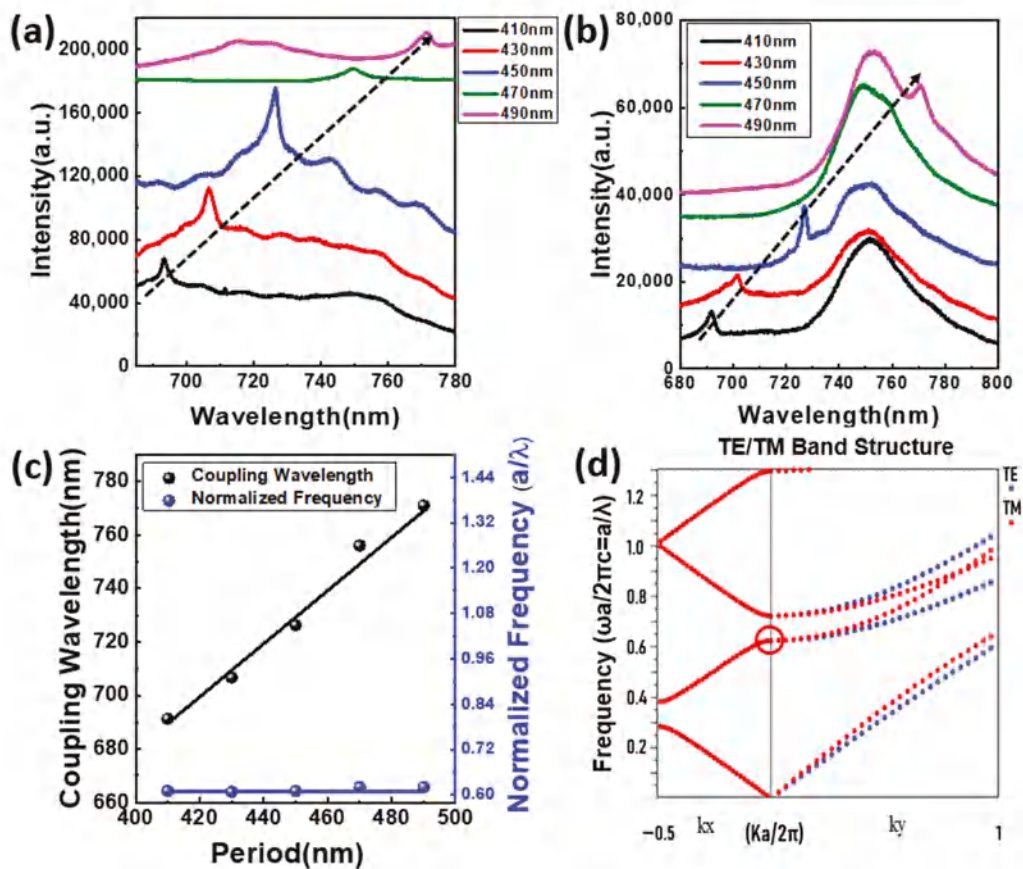 (a)
200,000
160,000
120,000
80,000
40,000
0
Intensity(a.u.)
700
720
740
760
780
Wavelength(nm)
410nm
430nm
450nm
470nm
490nm
(b)
80,000
60,000
40,000
20,000
0
Intensity(a.u.)
680
700
720
740
760
780
800
Wavelength(nm)
410nm
430nm
450nm
470nm
490nm
(c)
Coupling Wavelength
Normalized Frequency
780
760
740
720
700
680
660
Coupling Wavelength(nm)
400
420
440
460
480
500
Period(nm)
1.44
1.32
1.20
1.08
0.96
0.84
0.72
0.60
Normalized Frequency (a/λ)
TE/TM Band Structure
(d)
TE
TM
1.2
1.0
0.8
0.6
0.4
0.2
Frequency (ωa/2πc=a/λ)
−0.5
kx
(Ka/2π)
ky
1